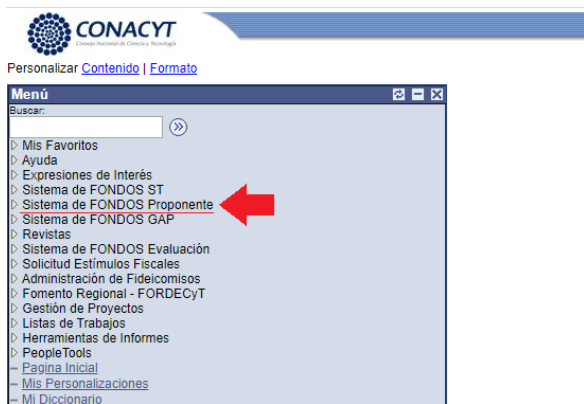 CONACYT
Consejo Nacional de Ciencia y Tecnología
Personalizar Contenido | Formato
Menú
Buscar:
Mis Favoritos
Ayuda
Expresiones de Interés
Sistema de FONDOS ST
Sistema de FONDOS Proponente
Sistema de FONDOS GAP
Revistas
Sistema de FONDOS Evaluación
Solicitud Estímulos Fiscales
Administración de Fideicomisos
Fomento Regional - FORDECyT
Gestión de Proyectos
Listas de Trabajos
Herramientas de Informes
PeopleTools
Pagina Inicial
Mis Personalizaciones
Mi Diccionario